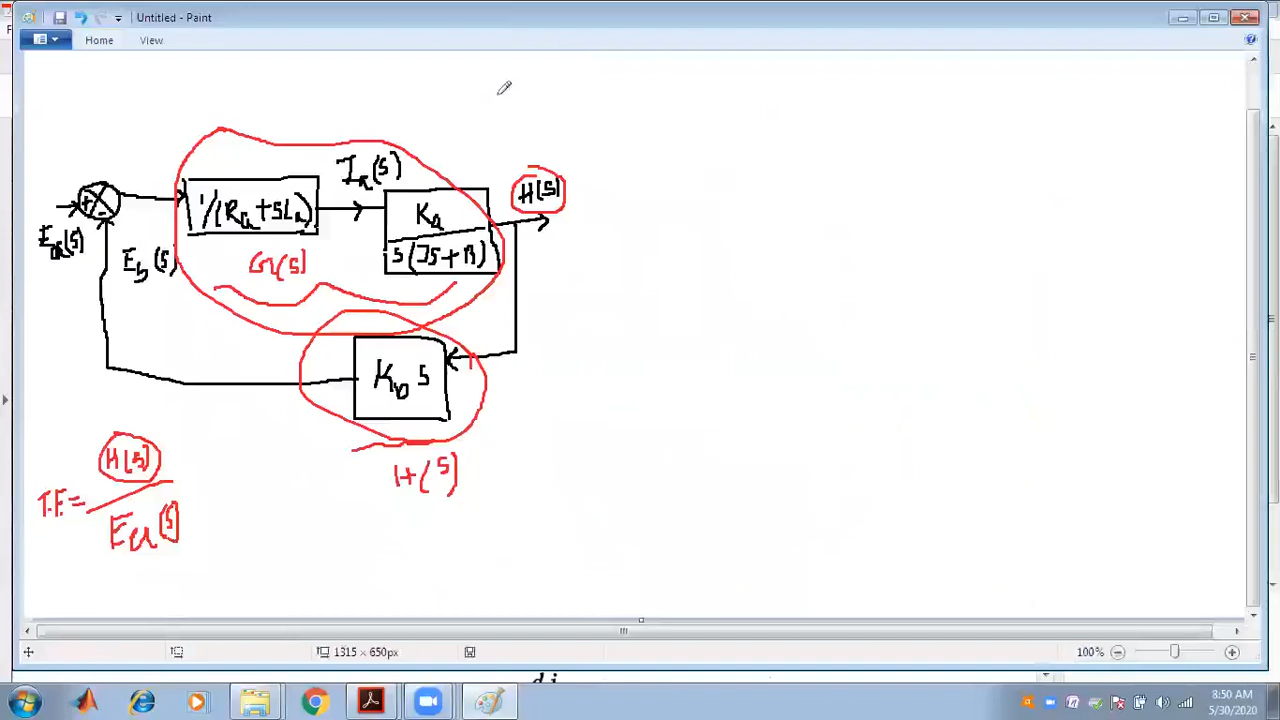 Untitled - Paint
Home View
Ia(s)
H(s)
+ -
1/(Ra+SLa)
Ka
S(JS+B)
Ea(s)
Eb(s)
G(s)
Kb S
H(s)
H(s)
T.F. =
Ea(s)
1315 × 650px
100%
di
8:50 AM
5/30/2020